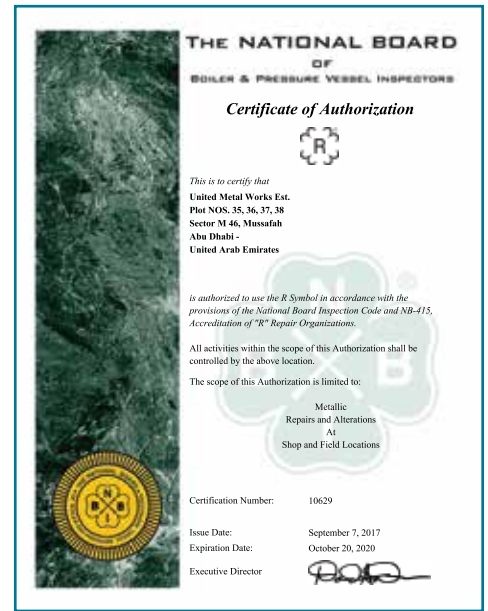 THE NATIONAL BOARD
OF
BOILER & PRESSURE VESSEL INSPECTORS
Certificate of Authorization
R
This is to certify that
United Metal Works Est.
Plot NOS. 35, 36, 37, 38
Sector M 46, Mussafah
Abu Dhabi -
United Arab Emirates
is authorized to use the R Symbol in accordance with the
provisions of the National Board Inspection Code and NB-415,
Accreditation of "R" Repair Organizations.
All activities within the scope of this Authorization shall be
controlled by the above location.
The scope of this Authorization is limited to:
Metallic
Repairs and Alterations
At
Shop and Field Locations
N
B B
I
Certification Number: 10629
Issue Date: September 7, 2017
Expiration Date: October 20, 2020
Executive Director